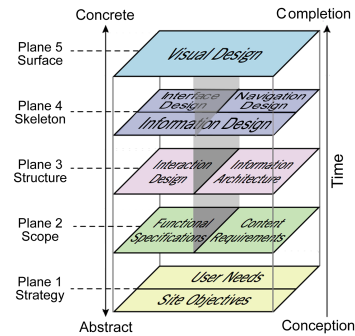 Concrete
Completion
Plane 5
Surface
Visual Design
Plane 4
Skeleton
Interface
Design
Navigation
Design
Information Design
Plane 3
Structure
Interaction
Design
Information
Architecture
Time
Plane 2
Scope
Functional
Specifications
Content
Requirements
Plane 1
Strategy
User Needs
Site Objectives
Abstract
Conception